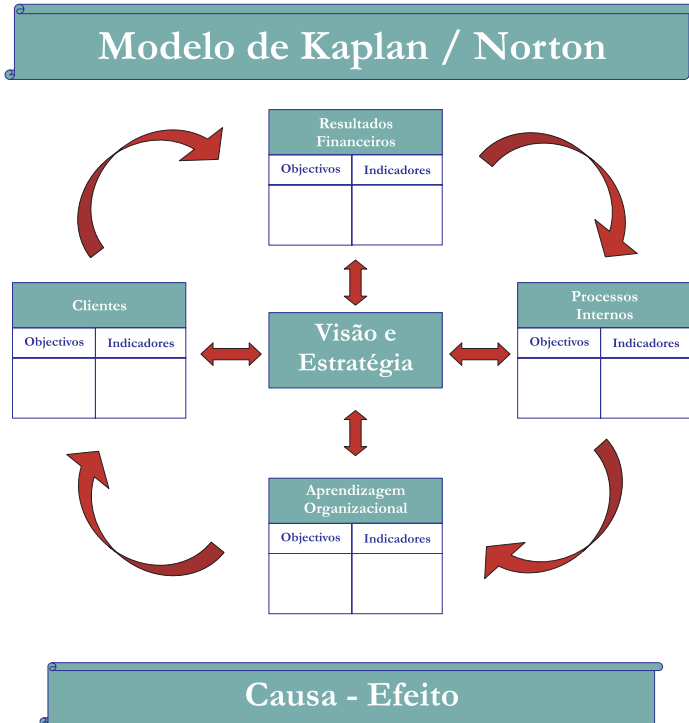 Modelo de Kaplan / Norton
Resultados
Financeiros
Objectivos Indicadores
Clientes
Objectivos Indicadores
Visão e
Estratégia
Processos
Internos
Objectivos Indicadores
Aprendizagem
Organizacional
Objectivos Indicadores
Causa - Efeito